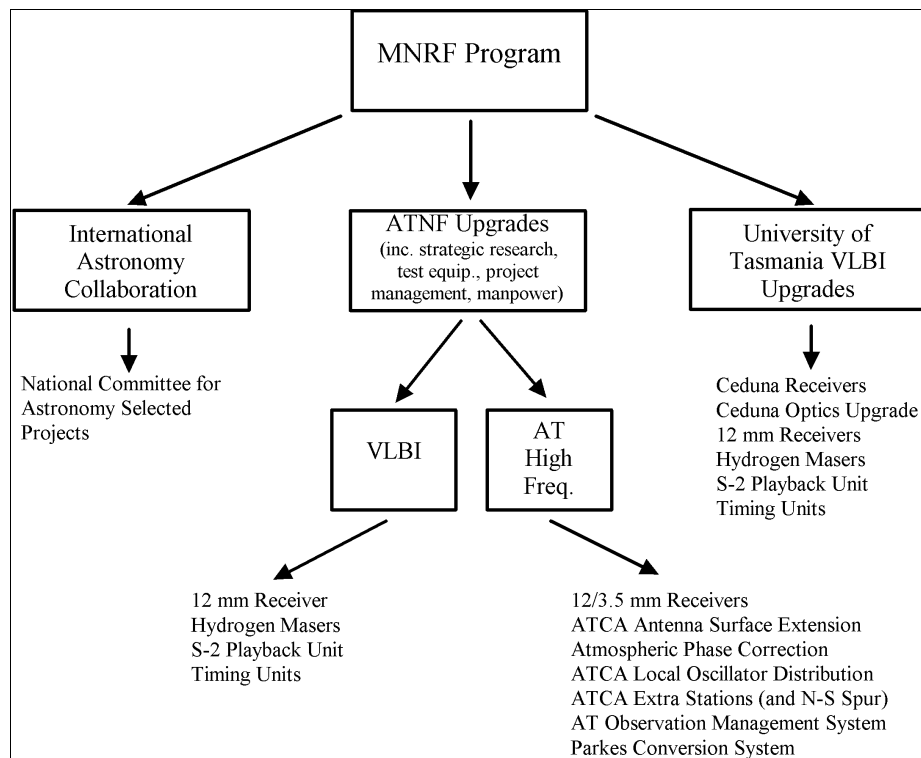 MNRF Program
International
Astronomy
Collaboration
ATNF Upgrades
(inc. strategic research,
test equip., project
management, manpower)
University of
Tasmania VLBI
Upgrades
National Committee for
Astronomy Selected
Projects
VLBI
AT
High
Freq.
Ceduna Receivers
Ceduna Optics Upgrade
12 mm Receivers
Hydrogen Masers
S-2 Playback Unit
Timing Units
12 mm Receiver
Hydrogen Masers
S-2 Playback Unit
Timing Units
12/3.5 mm Receivers
ATCA Antenna Surface Extension
Atmospheric Phase Correction
ATCA Local Oscillator Distribution
ATCA Extra Stations (and N-S Spur)
AT Observation Management System
Parkes Conversion System